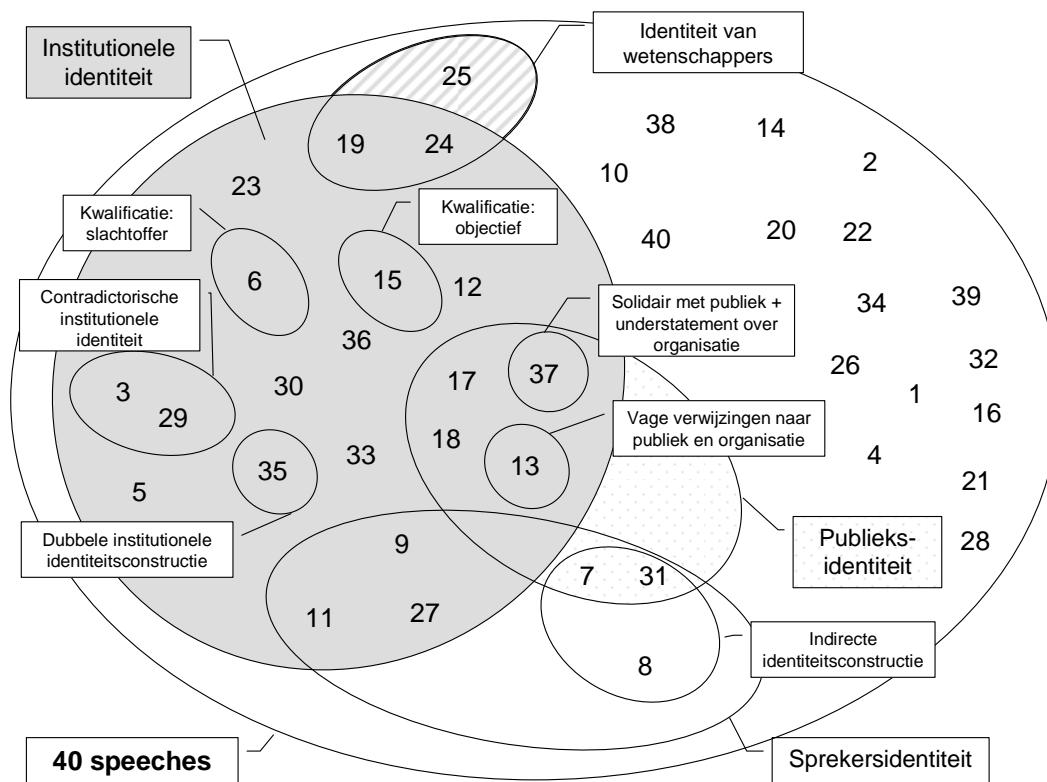 Institutionele
identiteit
Identiteit van
wetenschappers
25
38
14
19
24
2
10
23
Kwalificatie:
slachtoffer
Kwalificatie:
objectief
20
22
40
6
15
12
Contradictorische
institutionele
identiteit
Solidair met publiek +
understatement over
organisatie
34
39
36
32
26
37
17
30
3
1
29
16
Vage verwijzingen naar
publiek en organisatie
18
33
4
13
35
21
5
Dubbele institutionele
identiteitsconstructie
9
Publieks-
identiteit
28
7
31
11
27
Indirecte
identiteitsconstructie
8
40 speeches
Sprekersidentiteit